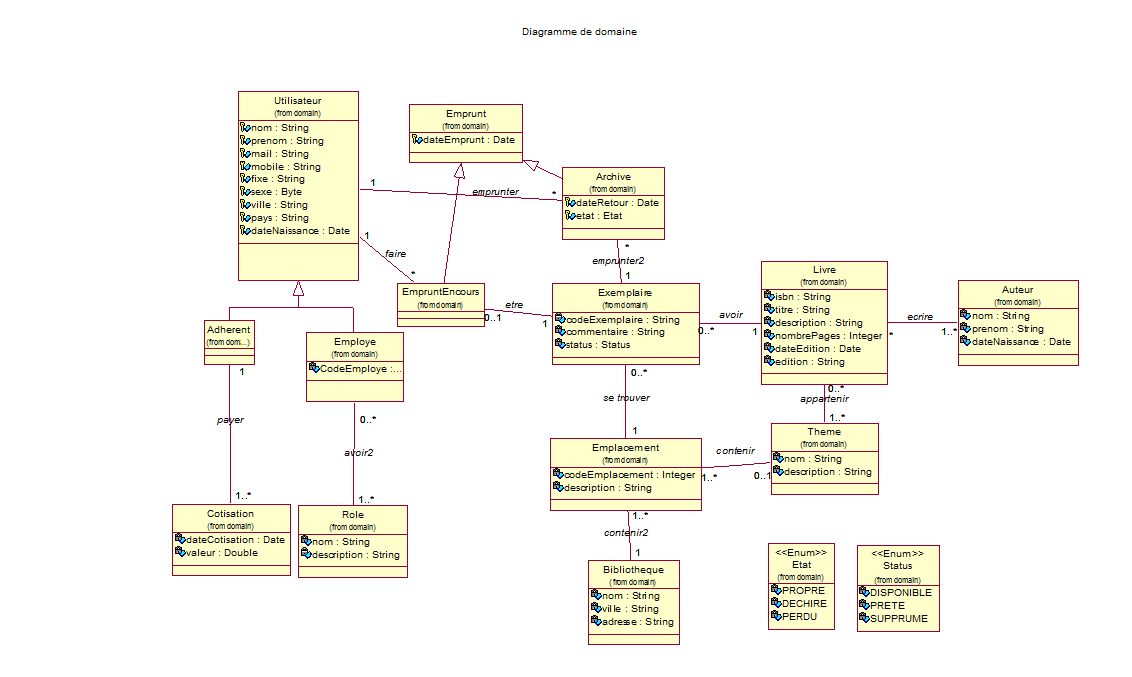 Diagramme de domaine
Utilisateur
(from domain)
nom : String
prenom : String
mail : String
mobile : String
fixe : String
sexe : Byte
ville : String
pays : String
dateNaissance : Date
Emprunt
(from domain)
dateEmprunt : Date
Archive
(from domain)
dateRetour : Date
etat : Etat
1
emprunter
*
1
faire
*
*
emprunter2
1
EmpruntEncours
(from domain)
0..1
etre
1
Exemplaire
(from domain)
codeExemplaire : String
commentaire : String
status : Status
0..*
avoir
1
Livre
(from domain)
isbn : String
titre : String
description : String
nombrePages : Integer
dateEdition : Date
edition : String
*
ecrire
1..*
Auteur
(from domain)
nom : String
prenom : String
dateNaissance : Date
Adherent
(from dom...)
Employe
(from domain)
CodeEmploye :...
1
payer
1..*
0..*
avoir2
1..*
0..*
se trouver
1
0..*
appartenir
1..*
Theme
(from domain)
nom : String
description : String
Emplacement
(from domain)
codeEmplacement : Integer
description : String
1..*
contenir
0..1
Cotisation
(from domain)
dateCotisation : Date
valeur : Double
Role
(from domain)
nom : String
description : String
1..*
contenir2
1
Bibliotheque
(from domain)
nom : String
ville : String
adresse : String
<<Enum>>
Etat
(from domain)
PROPRE
DECHIRE
PERDU
<<Enum>>
Status
(from domain)
DISPONIBLE
PRETE
SUPPRUME